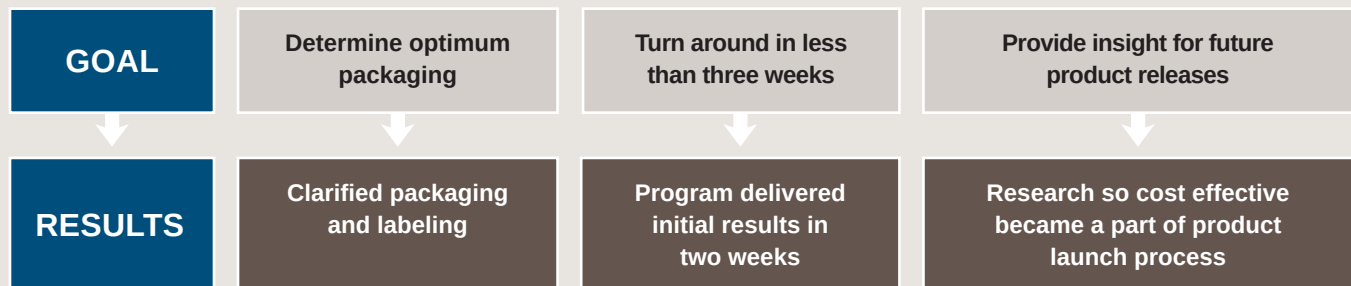 GOAL
Determine optimum
packaging
Turn around in less
than three weeks
Provide insight for future
product releases
RESULTS
Clarified packaging
and labeling
Program delivered
initial results in
two weeks
Research so cost effective
became a part of product
launch process